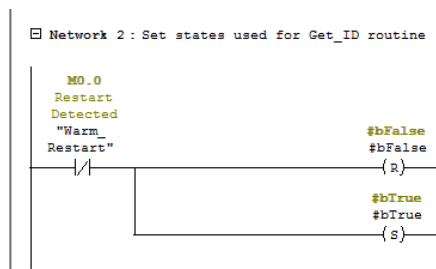 Network 2 : Set states used for Get_ID routine
M0.0
Restart
Detected
"Warm_
Restart"
#bFalse
#bFalse
R
#bTrue
#bTrue
S